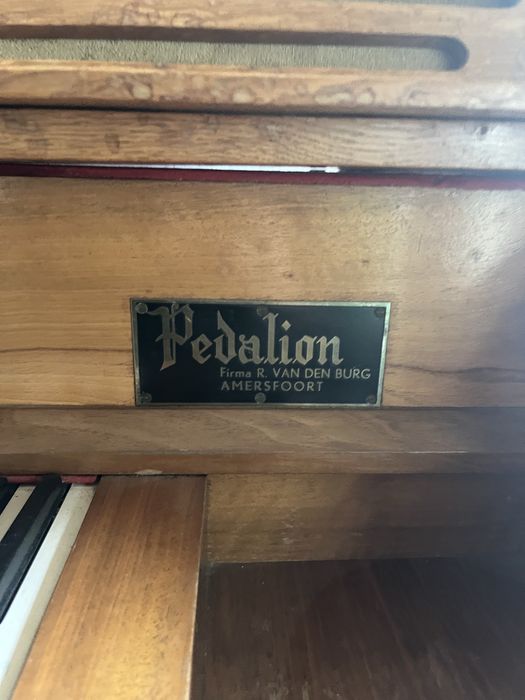 Pedalion
Firma R. VAN DEN BURG
AMERSFOORT